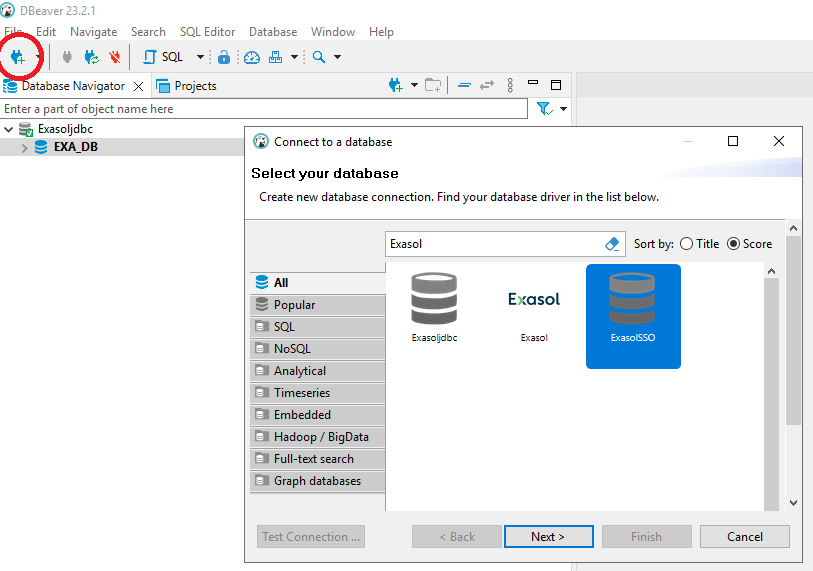 DBeaver 23.2.1
File Edit Navigate Search SQL Editor Database Window Help
SQL
Database Navigator Projects
Enter a part of object name here
Exasoljdbc
EXA_DB
Connect to a database
Select your database
Create new database connection. Find your database driver in the list below.
Exasol Sort by: Title Score
All
Popular
SQL
NoSQL
Analytical
Timeseries
Embedded
Hadoop / BigData
Full-text search
Graph databases
Exasol
Exasoljdbc Exasol ExasolSSO
Test Connection ... < Back Next > Finish Cancel